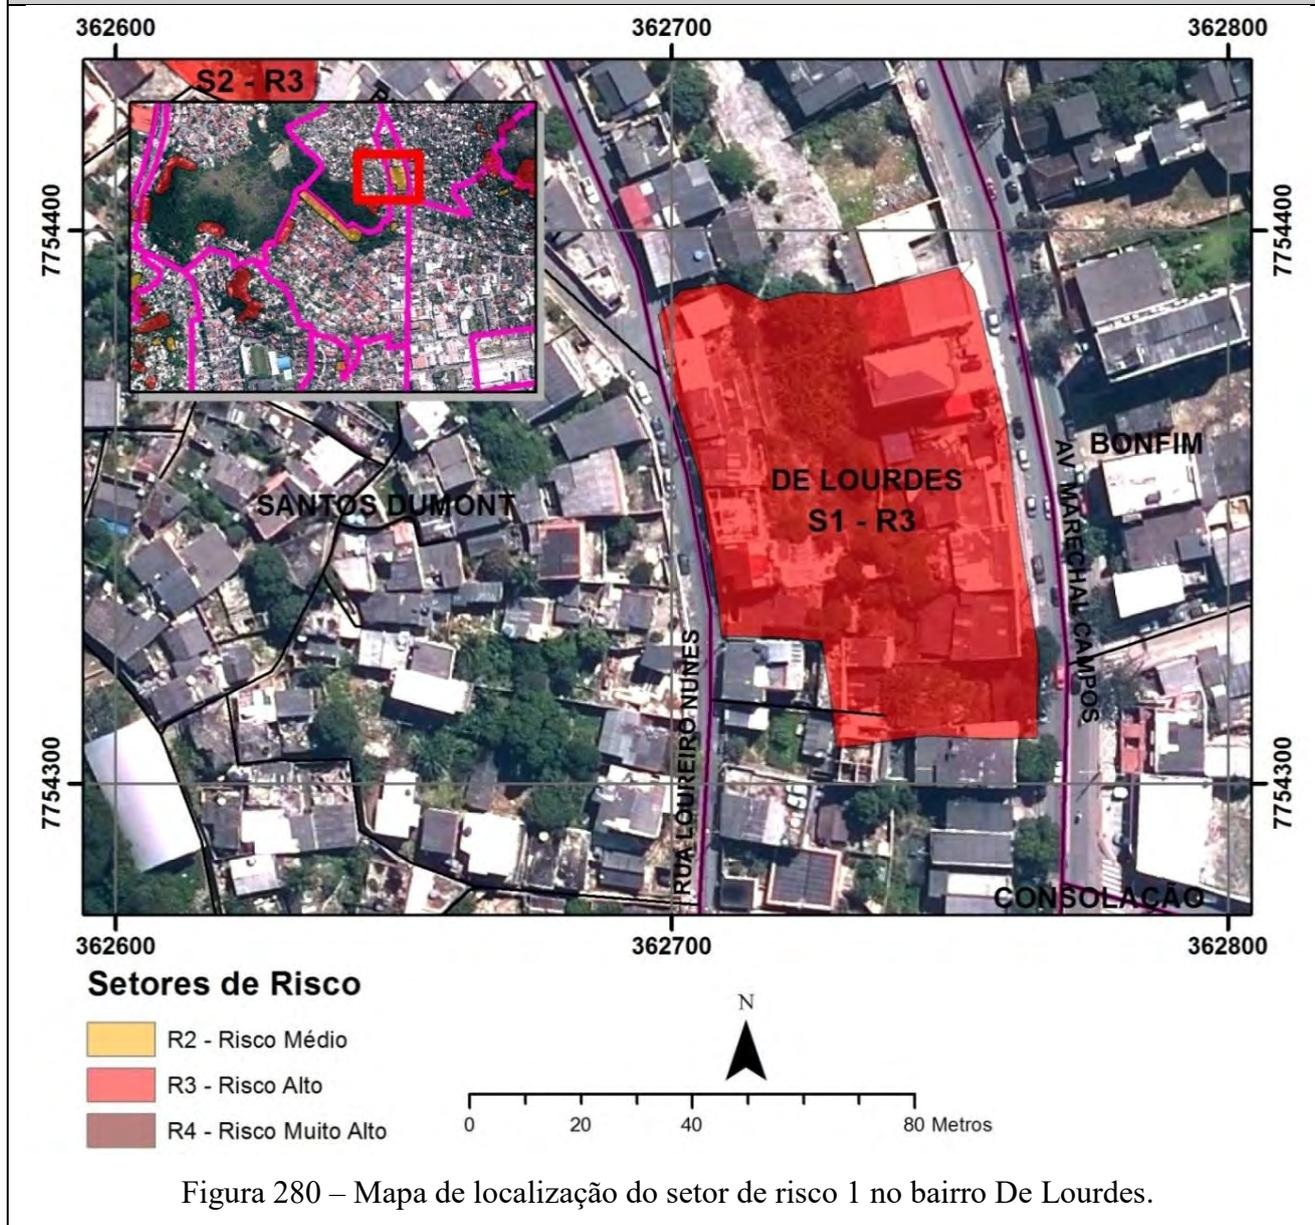 362600 362700 362800
S2 - R3
7754400 7754400
BONFIM
DE LOURDES
S1 - R3
SANTOS DUMONT
AV MARECHAL CAMPOS
RUA LOUREIRO NUNES
7754300 7754300
CONSOLAÇÃO
362600 362700 362800
Setores de Risco
R2 - Risco Médio
R3 - Risco Alto
R4 - Risco Muito Alto
N
0 20 40 80 Metros
Figura 280 – Mapa de localização do setor de risco 1 no bairro De Lourdes.